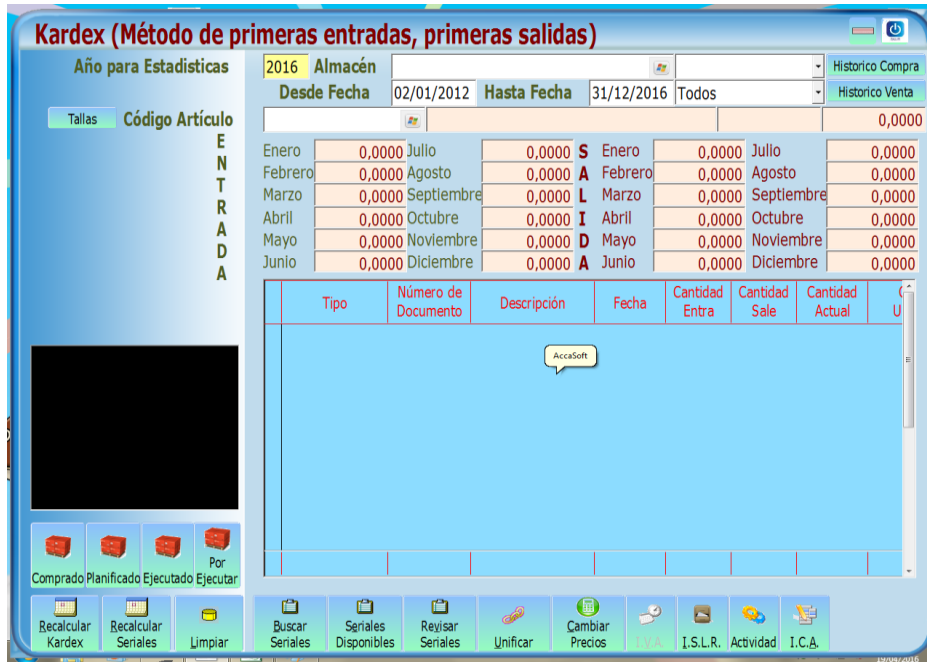 Kardex (Método de primeras entradas, primeras salidas)
Año para Estadisticas 2016 Almacén Historico Compra
Desde Fecha 02/01/2012 Hasta Fecha 31/12/2016 Todos Historico Venta
Tallas Código Artículo 0,0000
ENTRADA
SALIDA
Enero 0,0000 Julio 0,0000 Enero 0,0000 Julio 0,0000
Febrero 0,0000 Agosto 0,0000 Febrero 0,0000 Agosto 0,0000
Marzo 0,0000 Septiembre 0,0000 Marzo 0,0000 Septiembre 0,0000
Abril 0,0000 Octubre 0,0000 Abril 0,0000 Octubre 0,0000
Mayo 0,0000 Noviembre 0,0000 Mayo 0,0000 Noviembre 0,0000
Junio 0,0000 Diciembre 0,0000 Junio 0,0000 Diciembre 0,0000
Tipo Número de Documento Descripción Fecha Cantidad Entra Cantidad Sale Cantidad Actual
AccaSoft
Comprado Planificado Ejecutado Por Ejecutar
Recalcular Kardex Recalcular Seriales Limpiar Buscar Seriales Seriales Disponibles Revisar Seriales Unificar Cambiar Precios I.V.A. I.S.L.R. Actividad I.C.A.
19/04/2016